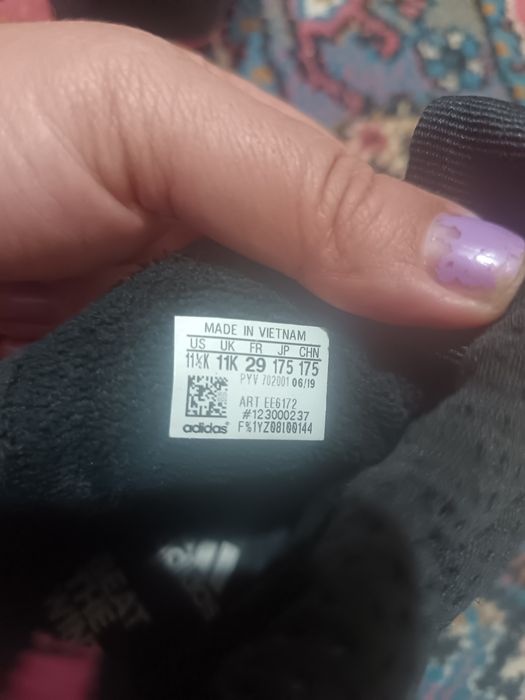 MADE IN VIETNAM
US UK FR JP CHN
11½K 11K 29 175 175
PYV 702001 06/19
ART EE6172
#123000237
adidas® F%1YZ08I00144